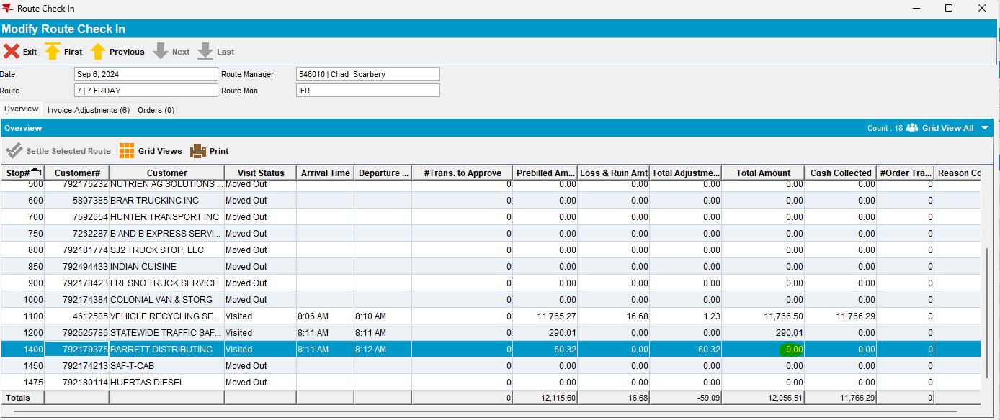 Route Check In
Modify Route Check In
Exit First Previous Next Last
Date Sep 6, 2024 Route Manager 546010 | Chad Scarbery
Route 7 | 7 FRIDAY Route Man IFR
Overview Invoice Adjustments (6) Orders (0)
Overview Count : 18 Grid View All
Settle Selected Route Grid Views Print
Stop# 1 Customer# Customer Visit Status Arrival Time Departure ... #Trans. to Approve Prebilled Am... Loss & Ruin Amt Total Adjustme... Total Amount Cash Collected #Order Tra... Reason Co
500 792175232 NUTRIEN AG SOLUTIONS ... Moved Out 0 0.00 0.00 0.00 0.00 0.00 0
600 5807385 BRAR TRUCKING INC Moved Out 0 0.00 0.00 0.00 0.00 0.00 0
700 7592654 HUNTER TRANSPORT INC Moved Out 0 0.00 0.00 0.00 0.00 0.00 0
750 7262287 B AND B EXPRESS SERVI... Moved Out 0 0.00 0.00 0.00 0.00 0.00 0
800 792181774 SJ2 TRUCK STOP, LLC Moved Out 0 0.00 0.00 0.00 0.00 0.00 0
850 792494433 INDIAN CUISINE Moved Out 0 0.00 0.00 0.00 0.00 0.00 0
900 792178423 FRESNO TRUCK SERVICE Moved Out 0 0.00 0.00 0.00 0.00 0.00 0
1000 792174384 COLONIAL VAN & STORG Moved Out 0 0.00 0.00 0.00 0.00 0.00 0
1100 4612585 VEHICLE RECYCLING SE... Visited 8:06 AM 8:10 AM 0 11,765.27 16.68 1.23 11,766.50 11,766.29 0
1200 792525786 STATEWIDE TRAFFIC SAF... Visited 8:11 AM 8:11 AM 0 290.01 0.00 0.00 290.01 0.00 0
1400 792179376 BARRETT DISTRIBUTING Visited 8:11 AM 8:12 AM 0 60.32 0.00 -60.32 0.00 0.00 0
1450 792174213 SAF-T-CAB Moved Out 0 0.00 0.00 0.00 0.00 0.00 0
1475 792180114 HUERTAS DIESEL Moved Out 0 0.00 0.00 0.00 0.00 0.00 0
Totals 0 12,115.60 16.68 -59.09 12,056.51 11,766.29 0